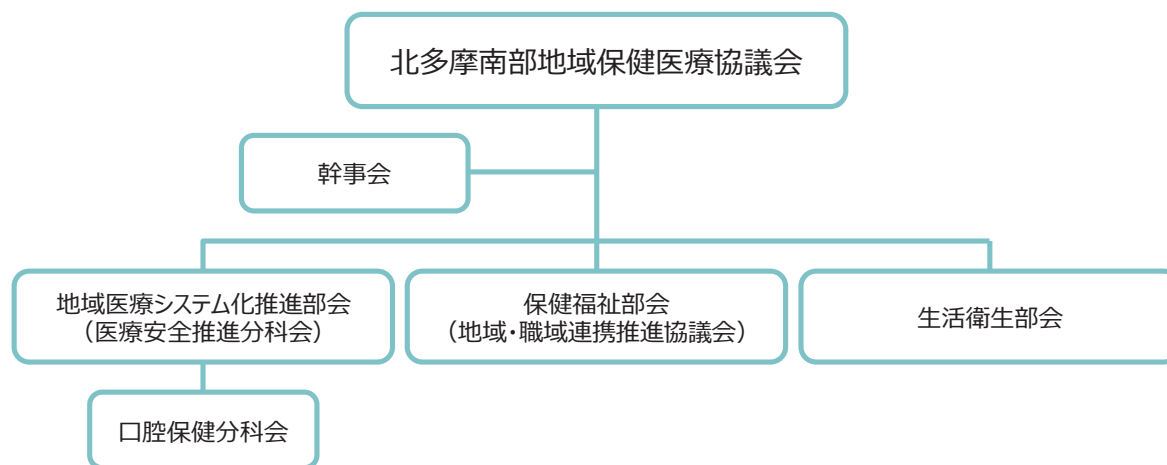 北多摩南部地域保健医療協議会
幹事会
地域医療システム化推進部会
（医療安全推進分科会）
保健福祉部会
（地域・職域連携推進協議会）
生活衛生部会
口腔保健分科会